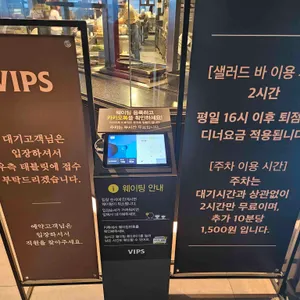 VIPS
대기고객님은
입장하셔서
우측 태블릿에 접수
부탁드리겠습니다.
예약고객님은
입장하셔서
직원을 찾아주세요.
웨이팅 등록하고
카카오톡을 확인하세요!
웨이팅 안내
VIPS
[샐러드 바 이용
2시간
평일 16시 이후 퇴점
디너요금 적용됩니다
[주차 이용 시간]
주차는
대기시간과 상관없이
2시간만 무료이며,
추가 10분당
1,500원 입니다.